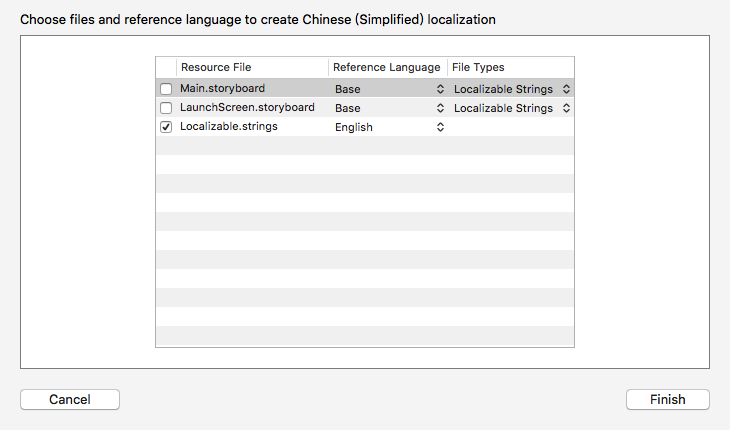 Choose files and reference language to create Chinese (Simplified) localization
Resource File Reference Language File Types
Main.storyboard Base Localizable Strings
LaunchScreen.storyboard Base Localizable Strings
Localizable.strings English
Cancel Finish